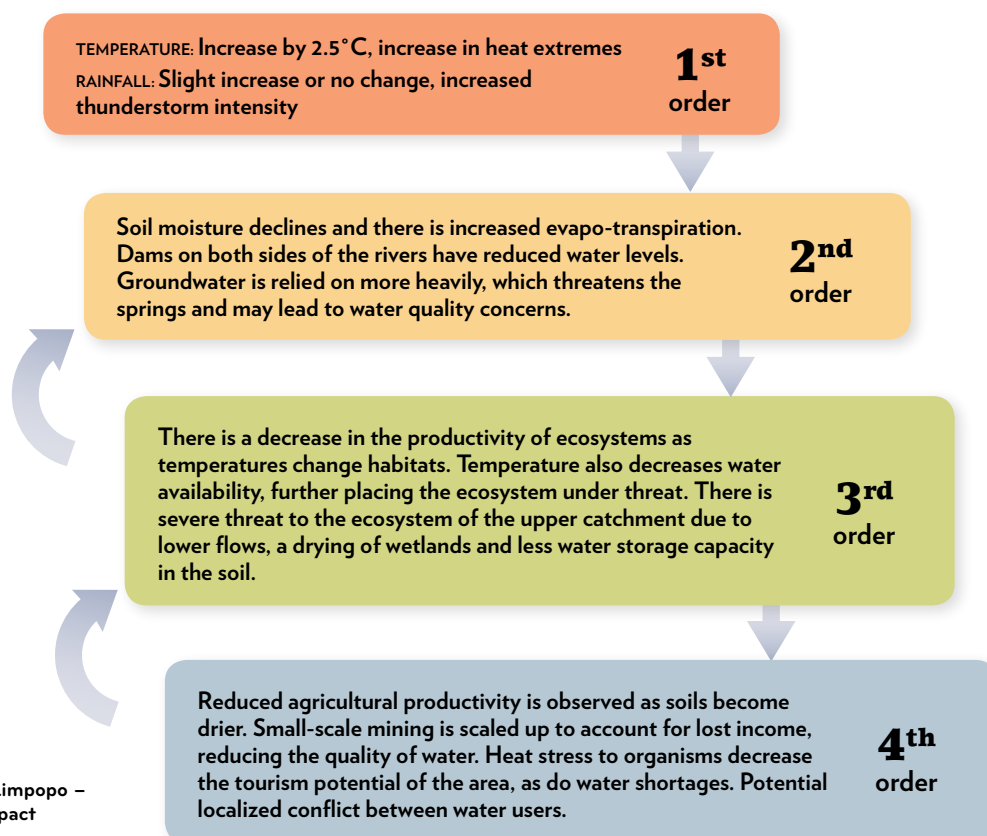 TEMPERATURE: Increase by 2.5°C, increase in heat extremes
RAINFALL: Slight increase or no change, increased
thunderstorm intensity
1st
order
Soil moisture declines and there is increased evapo-transpiration.
Dams on both sides of the rivers have reduced water levels.
Groundwater is relied on more heavily, which threatens the
springs and may lead to water quality concerns.
2nd
order
There is a decrease in the productivity of ecosystems as
temperatures change habitats. Temperature also decreases water
availability, further placing the ecosystem under threat. There is
severe threat to the ecosystem of the upper catchment due to
lower flows, a drying of wetlands and less water storage capacity
in the soil.
3rd
order
Reduced agricultural productivity is observed as soils become
drier. Small-scale mining is scaled up to account for lost income,
reducing the quality of water. Heat stress to organisms decrease
the tourism potential of the area, as do water shortages. Potential
localized conflict between water users.
4th
order
Limpopo –